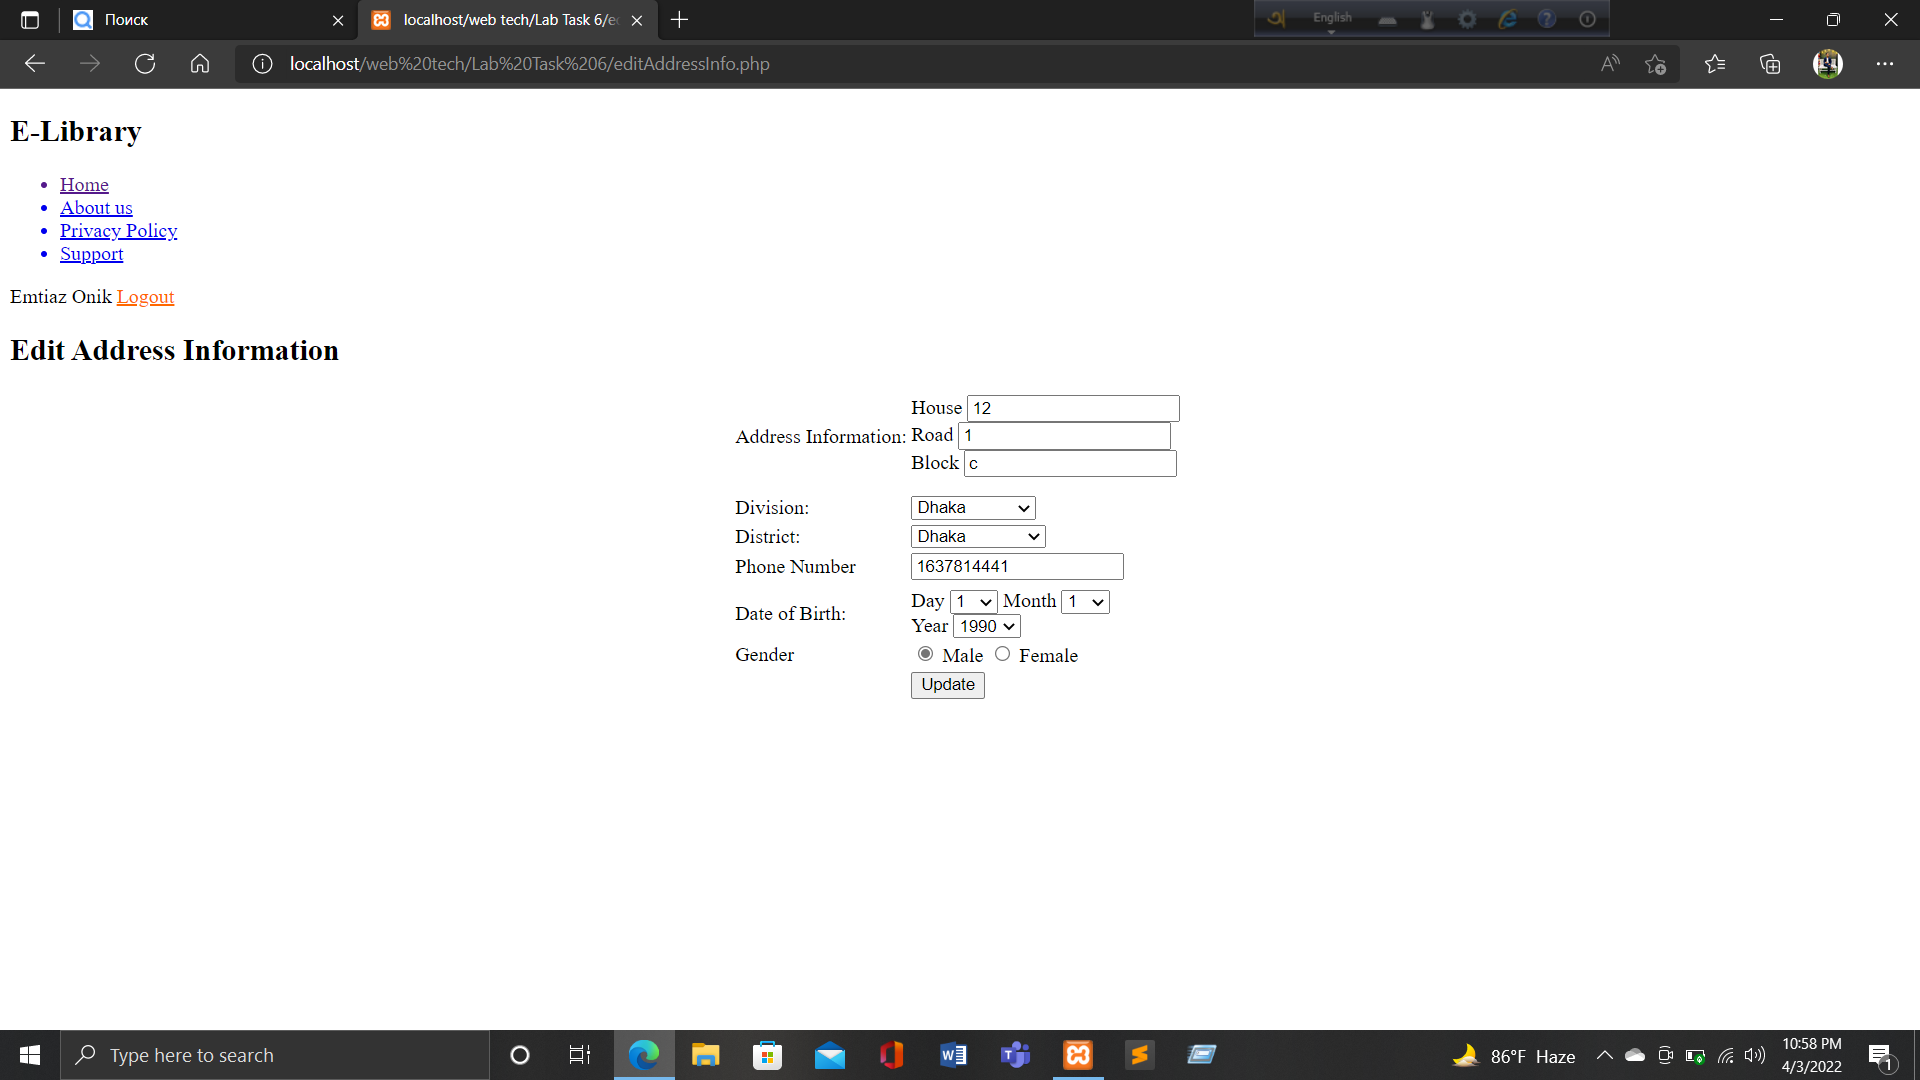 Поиск
localhost/web tech/Lab Task 6/e
English
localhost/web%20tech/Lab%20Task%206/editAddressInfo.php
E-Library
Home
About us
Privacy Policy
Support
Emtiaz Onik Logout
Edit Address Information
Address Information:
House 12
Road 1
Block c
Division: Dhaka
District: Dhaka
Phone Number 1637814441
Date of Birth:
Day 1 Month 1
Year 1990
Gender Male Female
Update
Type here to search
86°F Haze
10:58 PM
4/3/2022
1